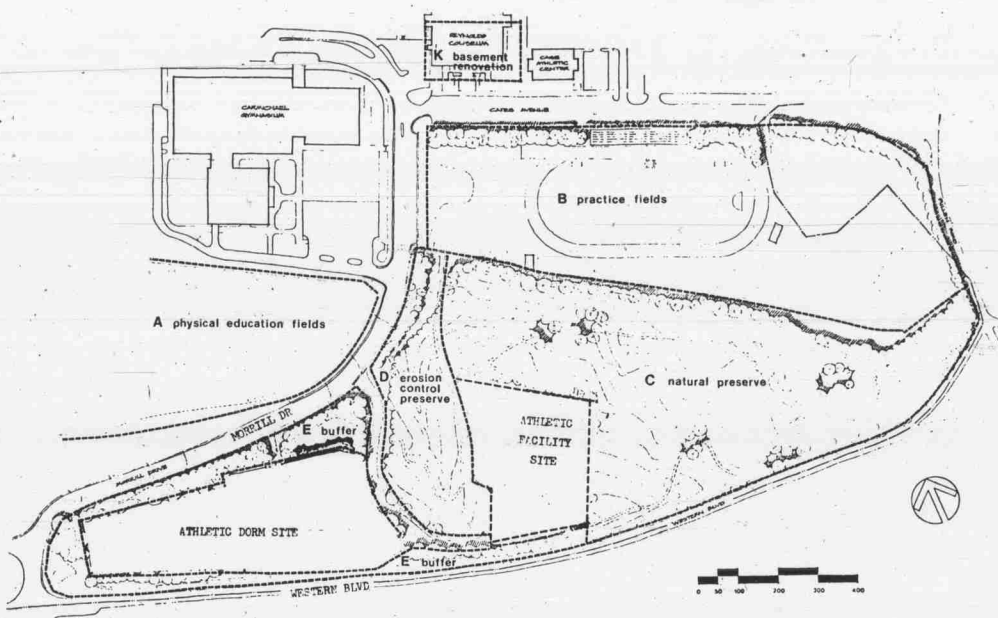 REYNOLDS
COLISEUM
K basement
renovation
CASE
ATHLETIC
CENTER
CARMICHAEL
GYMNASIUM
CATES AVENUE
B practice fields
A physical education fields
D erosion
control
preserve
C natural preserve
MORRILL DR
E buffer
MORRILL DRIVE
ATHLETIC
FACILITY
SITE
ATHLETIC DORM SITE
WESTERN BLVD
E buffer
WESTERN BLVD
0 50 100 200 300 400